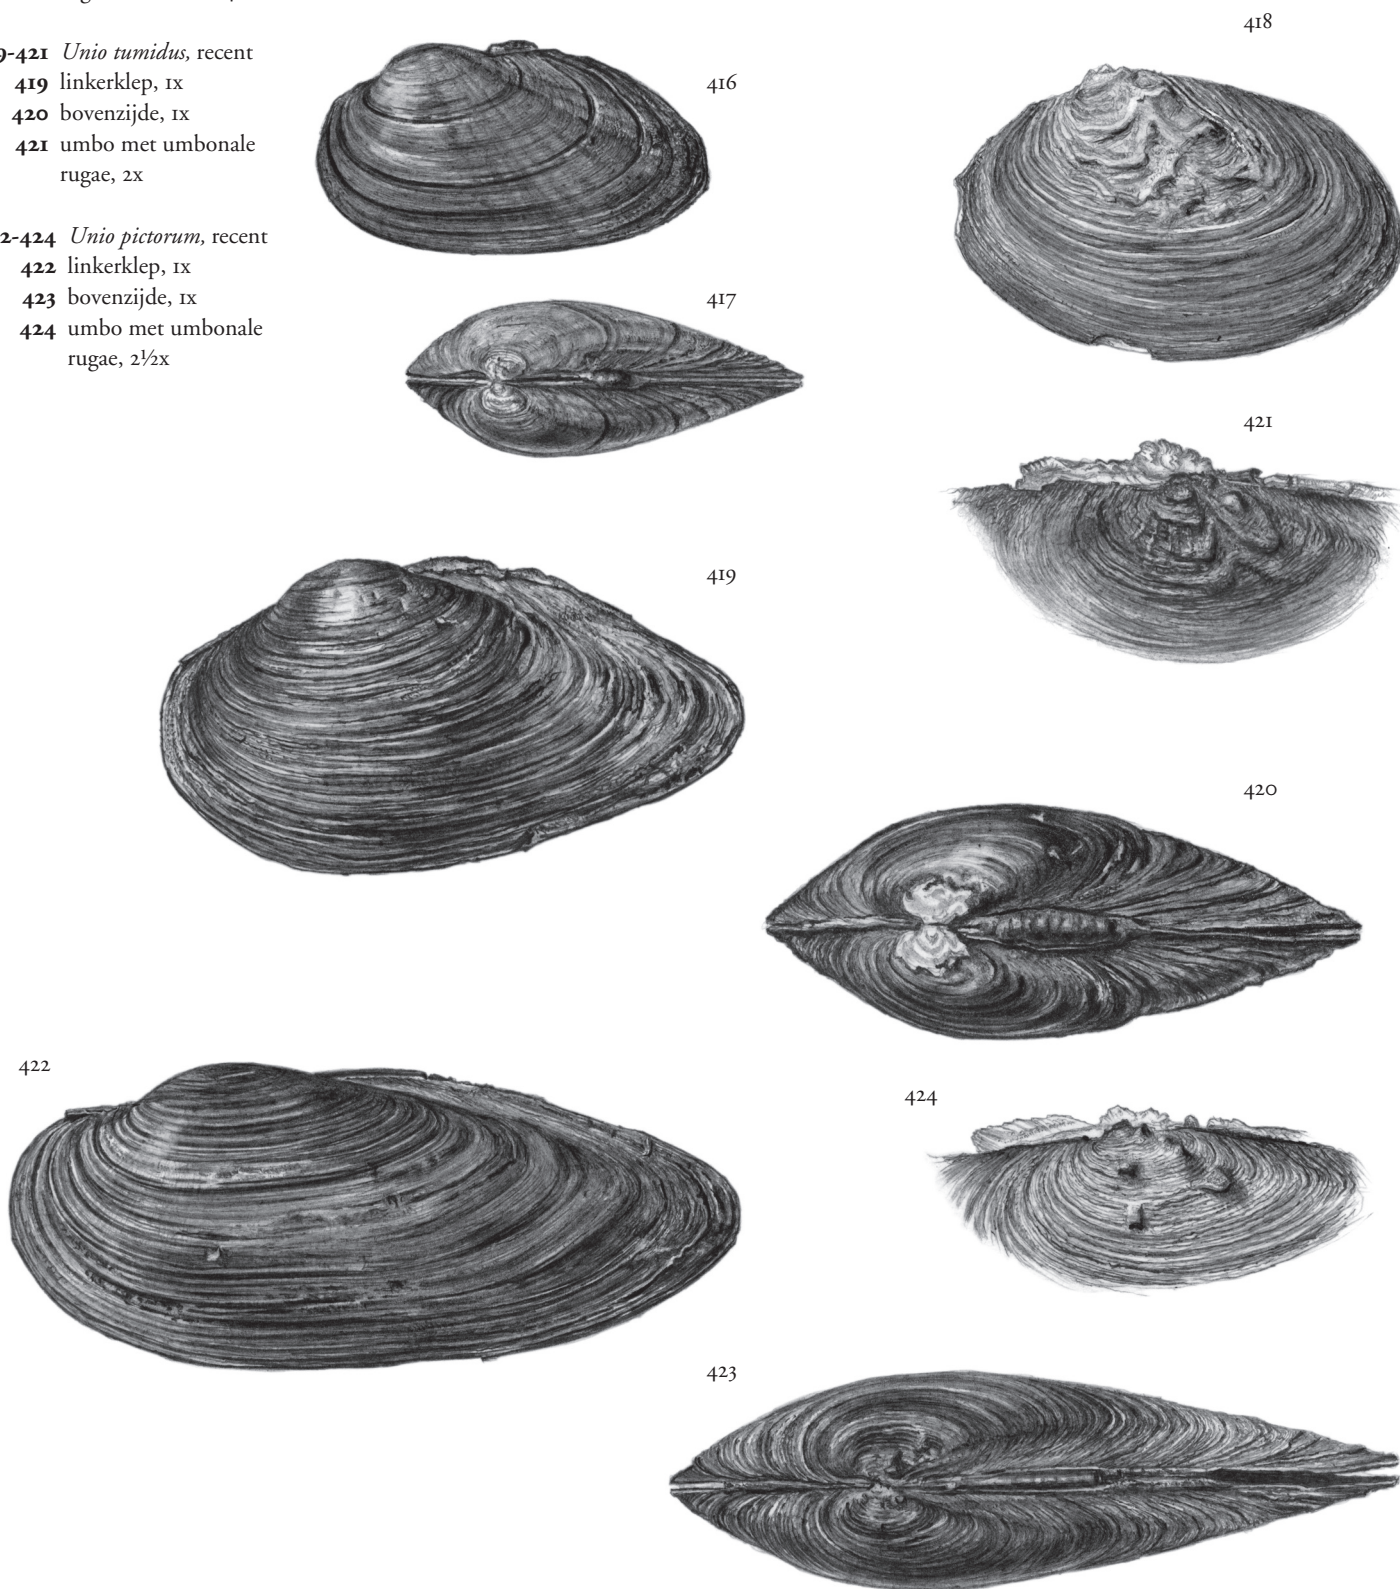 9-421 Unio tumidus, recent
419 linkerklep, 1x
420 bovenzijde, 1x
421 umbo met umbonale
rugae, 2x
2-424 Unio pictorum, recent
422 linkerklep, 1x
423 bovenzijde, 1x
424 umbo met umbonale
rugae, 2½x
416
418
417
421
419
420
422
424
423